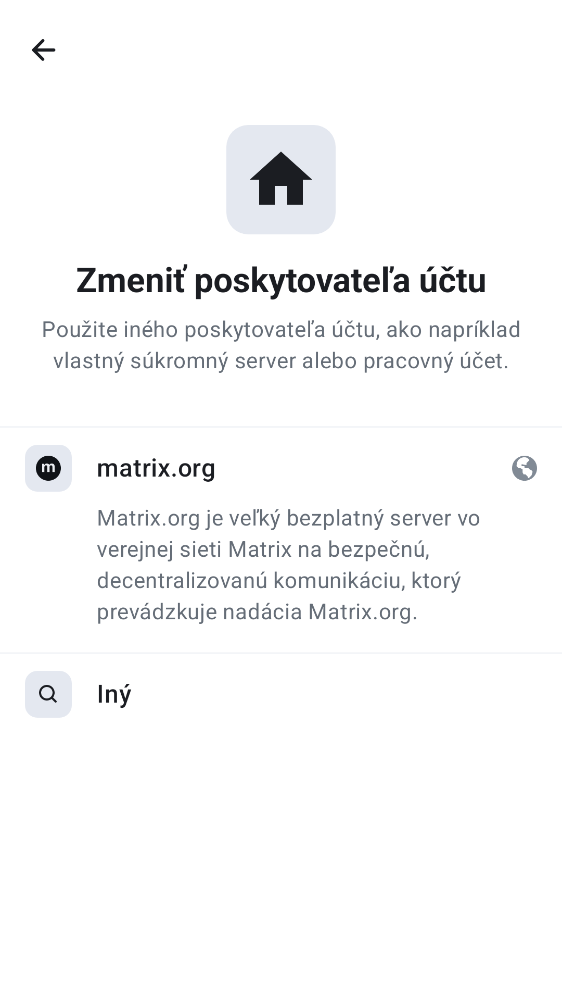 Zmeniť poskytovateľa účtu
Použite iného poskytovateľa účtu, ako napríklad
vlastný súkromný server alebo pracovný účet.
m
matrix.org
Matrix.org je veľký bezplatný server vo
verejnej sieti Matrix na bezpečnú,
decentralizovanú komunikáciu, ktorý
prevádzkuje nadácia Matrix.org.
Iný